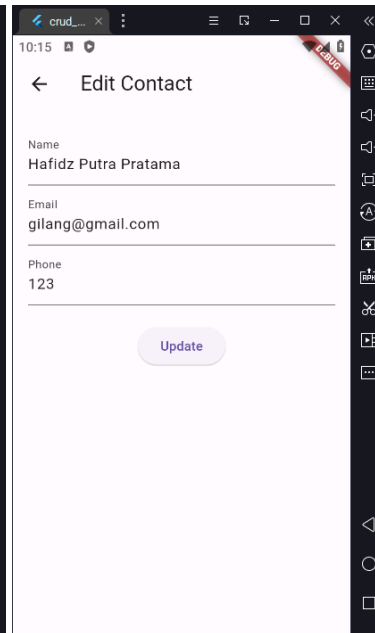 crud_...
10:15
DEBUG
Edit Contact
Name
Hafidz Putra Pratama
Email
gilang@gmail.com
Phone
123
Update